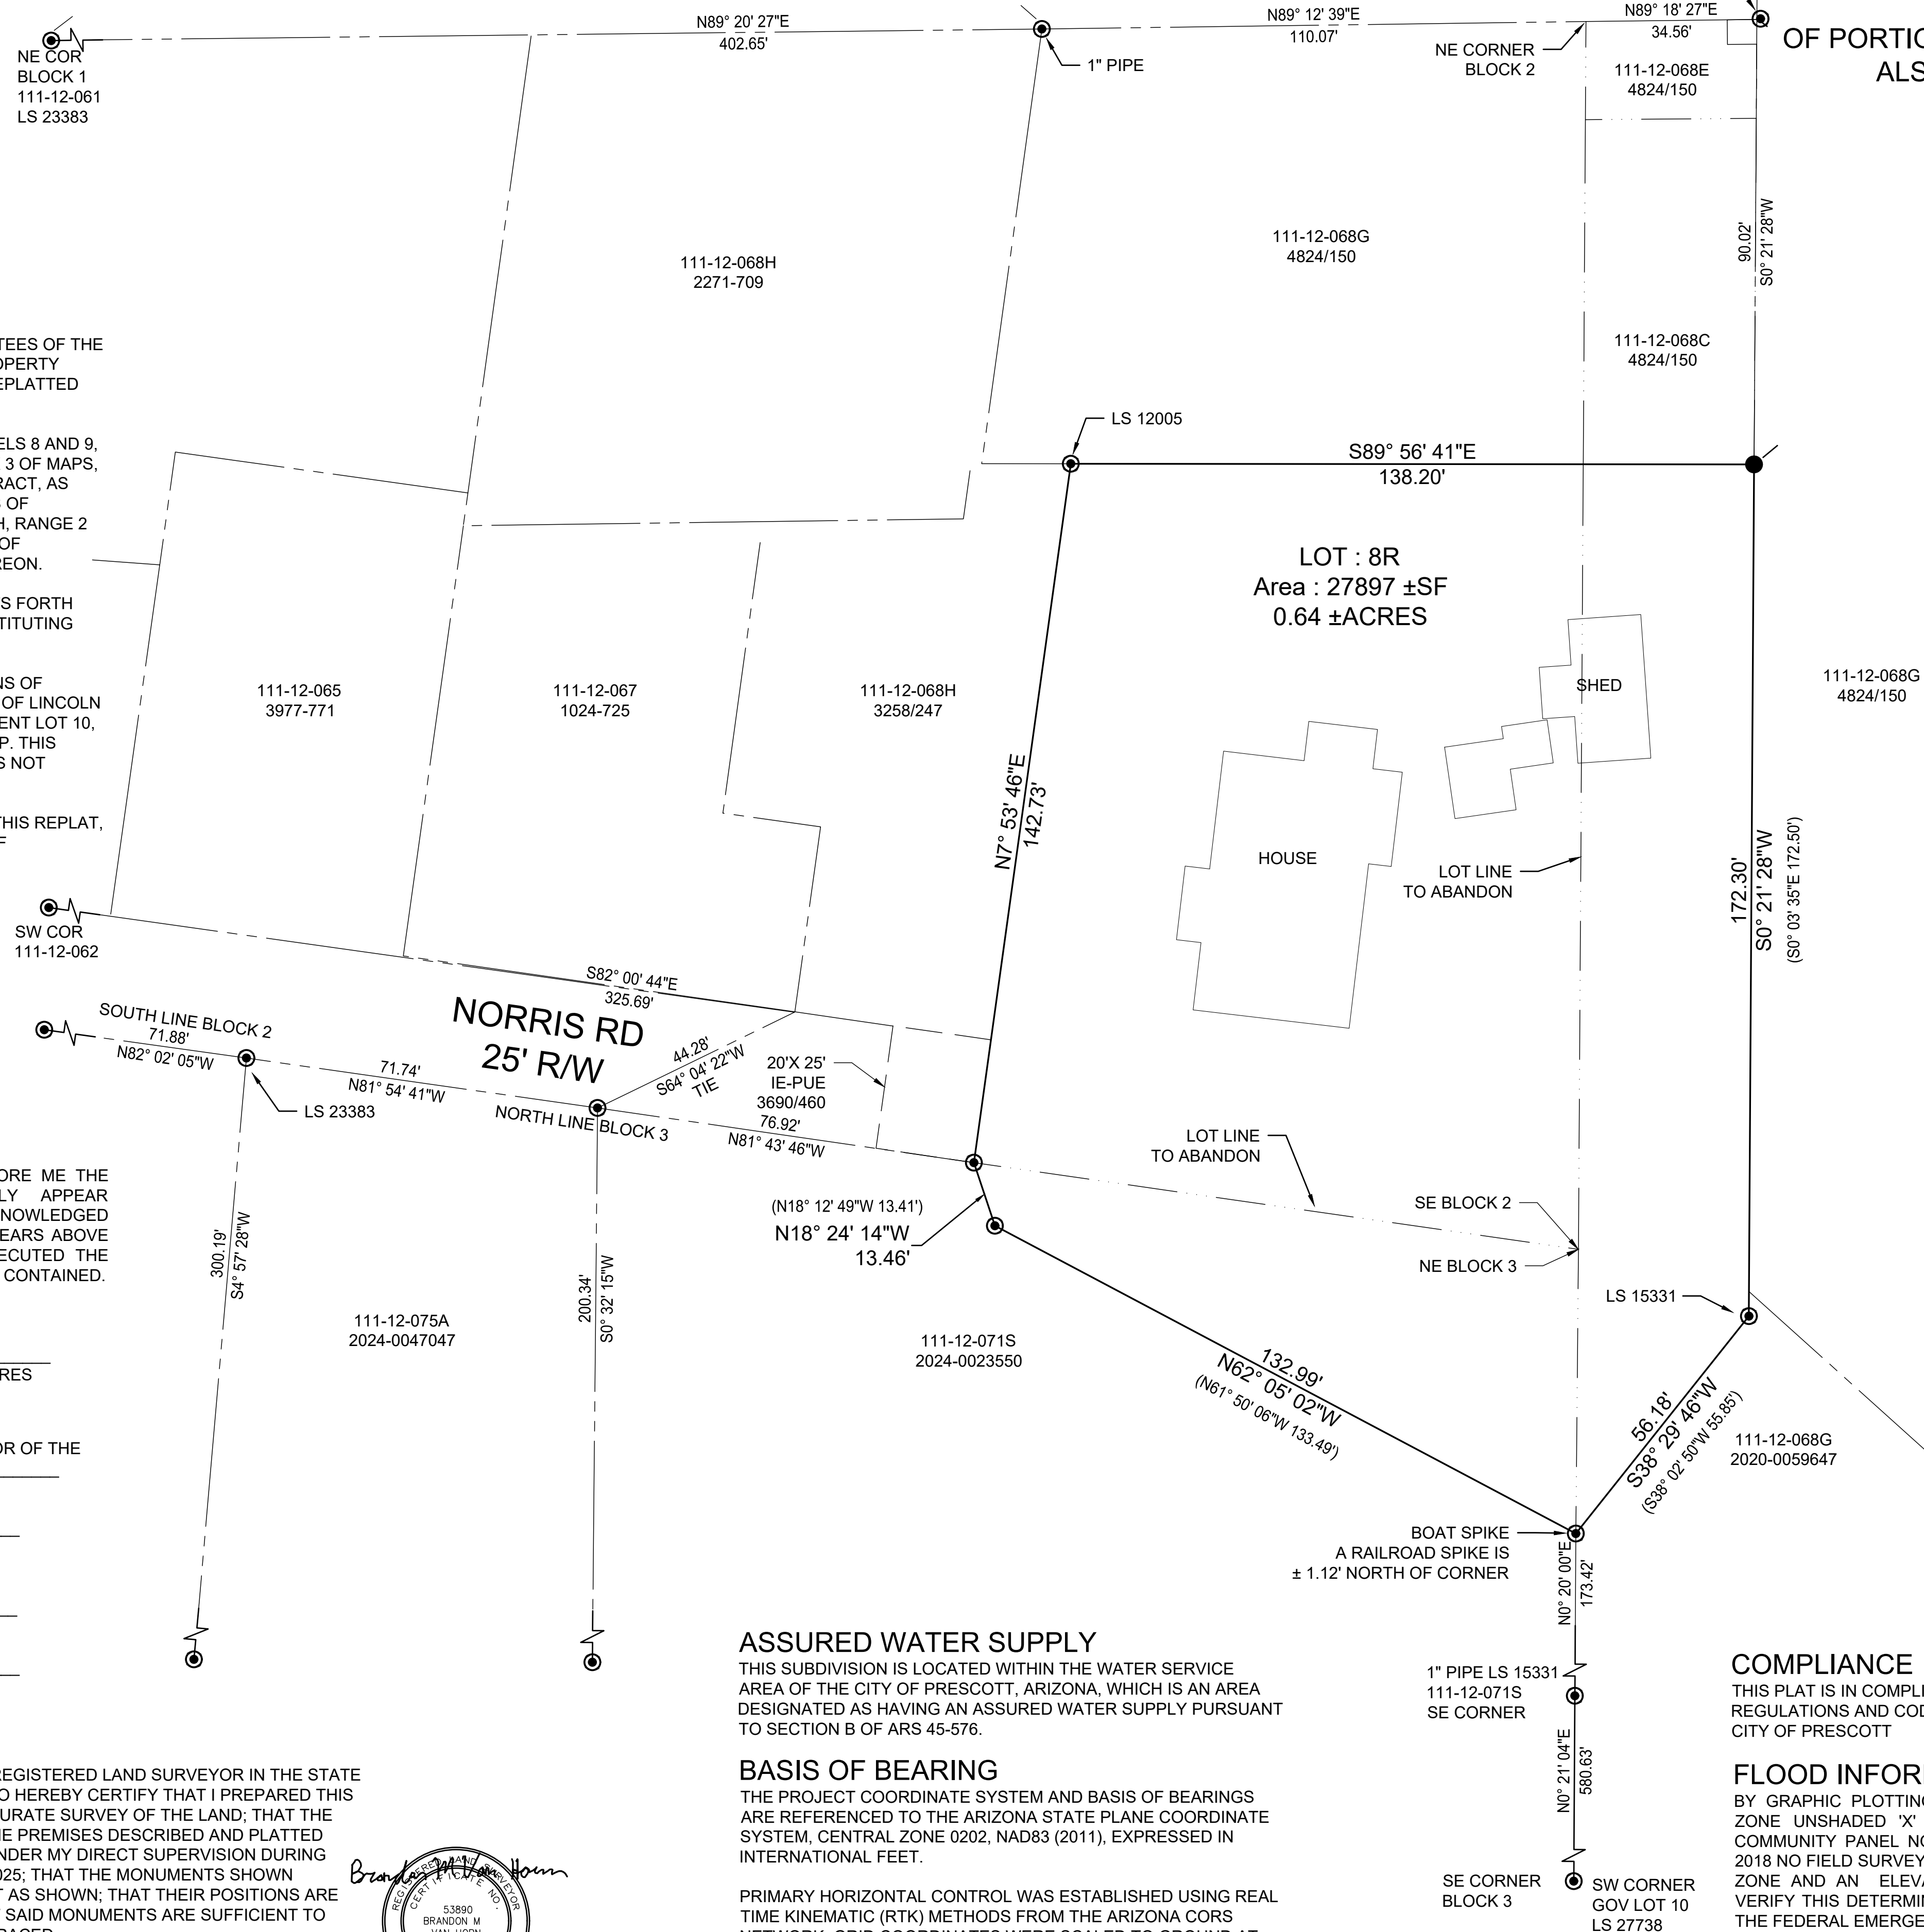 N89° 20' 27"E
402.65'
N89° 12' 39"E
110.07'
N89° 18' 27"E
34.56'
NE COR
BLOCK 1
111-12-061
LS 23383
1" PIPE
NE CORNER
BLOCK 2
OF PORTIC
ALS
111-12-068E
4824/150
90.02'
S0° 21' 28"W
111-12-068H
2271-709
111-12-068G
4824/150
111-12-068C
4824/150
TEES OF THE
OPERTY
EPLATTED
ELS 8 AND 9,
3 OF MAPS,
RACT, AS
OF
H, RANGE 2
OF
REON.
S FORTH
TITUTING
NS OF
OF LINCOLN
ENT LOT 10,
P. THIS
S NOT
THIS REPLAT,
F
LS 12005
S89° 56' 41"E
138.20'
LOT : 8R
Area : 27897 ±SF
0.64 ±ACRES
111-12-065
3977-771
111-12-067
1024-725
111-12-068H
3258/247
SHED
111-12-068G
4824/150
N7° 53' 46"E
142.73'
HOUSE
LOT LINE
TO ABANDON
172.30'
S0° 21' 28"W
(S0° 03' 35"E 172.50')
SW COR
111-12-062
S82° 00' 44"E
325.69'
SOUTH LINE BLOCK 2
71.88'
N82° 02' 05"W
NORRIS RD
25' R/W
71.74'
N81° 54' 41"W
LS 23383
44.28'
S64° 04' 22"W
TIE
20'X 25'
IE-PUE
3690/460
NORTH LINE BLOCK 3
76.92'
N81° 43' 46"W
LOT LINE
TO ABANDON
SE BLOCK 2
NE BLOCK 3
(N18° 12' 49"W 13.41')
N18° 24' 14"W
13.46'
LS 15331
ORE ME THE
LY APPEAR
NOWLEDGED
EARS ABOVE
ECUTED THE
CONTAINED.
300.19'
S4° 57' 28"W
200.34'
S0° 32' 15"W
111-12-075A
2024-0047047
111-12-071S
2024-0023550
132.99'
N62° 05' 02"W
(N61° 50' 06"W 133.49')
56.18'
S38° 29' 46"W
(S38° 02' 50"W 55.85')
111-12-068G
2020-0059647
RES
OR OF THE
BOAT SPIKE
A RAILROAD SPIKE IS
± 1.12' NORTH OF CORNER
N0° 20' 00"E
173.42'
ASSURED WATER SUPPLY
THIS SUBDIVISION IS LOCATED WITHIN THE WATER SERVICE
AREA OF THE CITY OF PRESCOTT, ARIZONA, WHICH IS AN AREA
DESIGNATED AS HAVING AN ASSURED WATER SUPPLY PURSUANT
TO SECTION B OF ARS 45-576.
1" PIPE LS 15331
111-12-071S
SE CORNER
N0° 21' 04"E
580.63'
COMPLIANCE
THIS PLAT IS IN COMPLI
REGULATIONS AND COD
CITY OF PRESCOTT
BASIS OF BEARING
THE PROJECT COORDINATE SYSTEM AND BASIS OF BEARINGS
ARE REFERENCED TO THE ARIZONA STATE PLANE COORDINATE
SYSTEM, CENTRAL ZONE 0202, NAD83 (2011), EXPRESSED IN
INTERNATIONAL FEET.
PRIMARY HORIZONTAL CONTROL WAS ESTABLISHED USING REAL
TIME KINEMATIC (RTK) METHODS FROM THE ARIZONA CORS
NETWORK. GRID COORDINATES WERE SCALED TO GROUND AT
FLOOD INFOR
BY GRAPHIC PLOTTING
ZONE UNSHADED 'X'
COMMUNITY PANEL NO
2018 NO FIELD SURVEY
ZONE AND AN ELEVA
VERIFY THIS DETERMIN
THE FEDERAL EMERGE
SE CORNER
BLOCK 3
SW CORNER
GOV LOT 10
LS 27738
REGISTERED LAND SURVEYOR IN THE STATE
O HEREBY CERTIFY THAT I PREPARED THIS
URATE SURVEY OF THE LAND; THAT THE
E PREMISES DESCRIBED AND PLATTED
NDER MY DIRECT SUPERVISION DURING
025; THAT THE MONUMENTS SHOWN
T AS SHOWN; THAT THEIR POSITIONS ARE
SAID MONUMENTS ARE SUFFICIENT TO
RACED.
Brandon M Van Horn
REGISTERED LAND SURVEYOR
CERTIFICATE NO.
53890
BRANDON M
VAN HORN